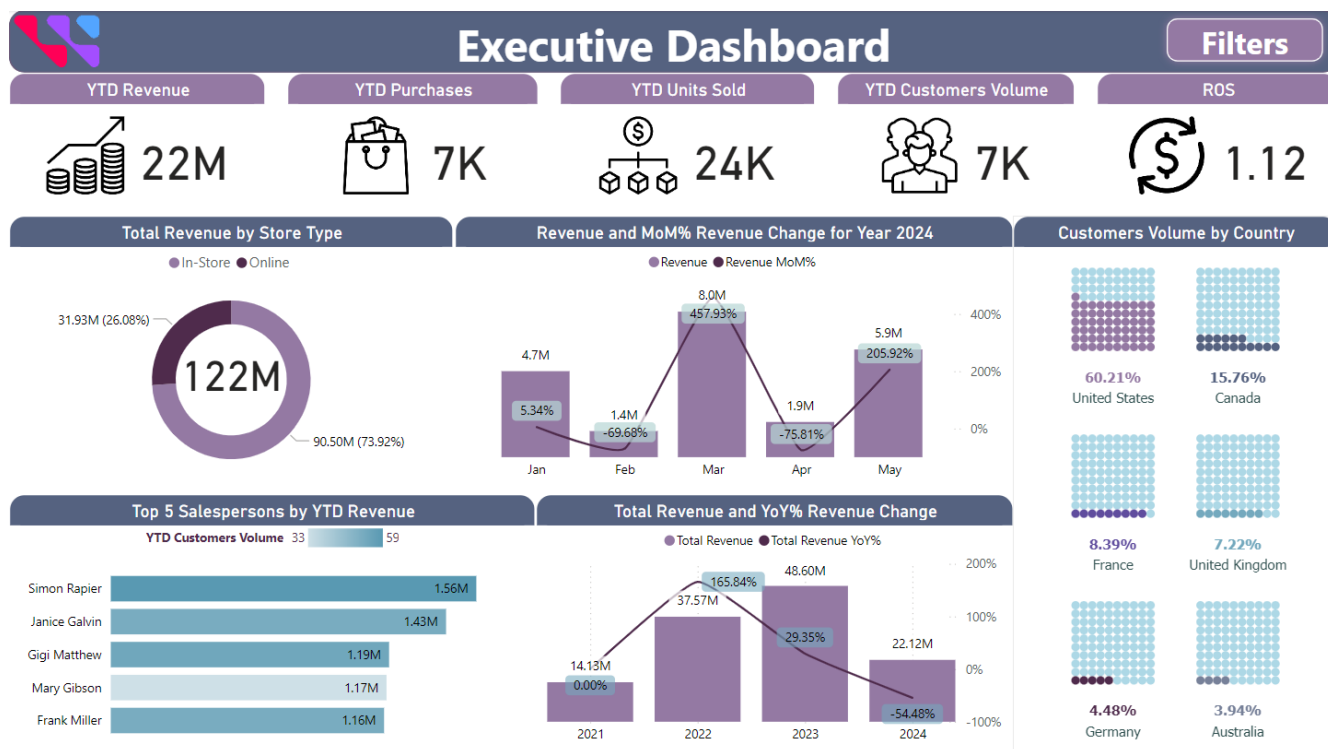 Executive Dashboard
Filters
YTD Revenue
YTD Purchases
YTD Units Sold
YTD Customers Volume
ROS
22M
7K
24K
7K
1.12
Total Revenue by Store Type
In-Store Online
31.93M (26.08%)
122M
90.50M (73.92%)
Revenue and MoM% Revenue Change for Year 2024
Revenue Revenue MoM%
8.0M
457.93%
400%
5.9M
4.7M
205.92%
200%
5.34%
1.4M
1.9M
-69.68%
-75.81%
0%
Jan Feb Mar Apr May
Customers Volume by Country
60.21%
United States
15.76%
Canada
8.39%
France
7.22%
United Kingdom
4.48%
Germany
3.94%
Australia
Top 5 Salespersons by YTD Revenue
YTD Customers Volume 33 59
Simon Rapier 1.56M
Janice Galvin 1.43M
Gigi Matthew 1.19M
Mary Gibson 1.17M
Frank Miller 1.16M
Total Revenue and YoY% Revenue Change
Total Revenue Total Revenue YoY%
200%
48.60M
165.84%
37.57M
100%
29.35%
22.12M
14.13M
0%
0.00%
-54.48%
-100%
2021 2022 2023 2024